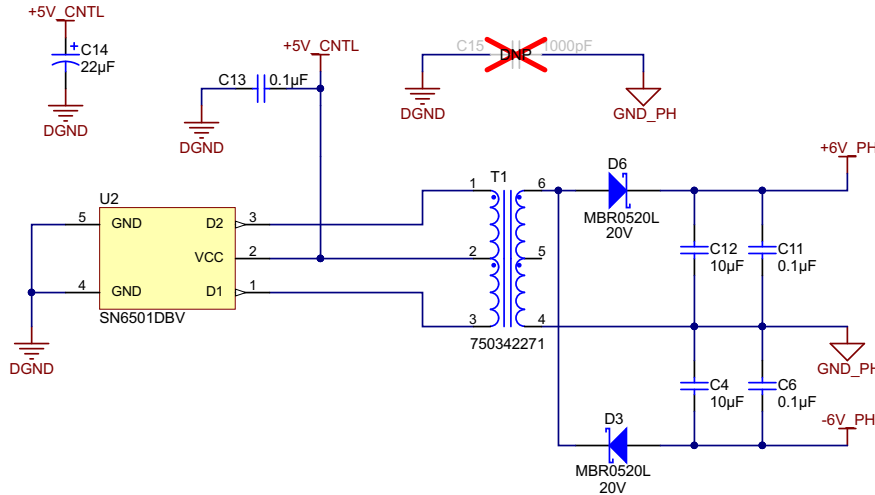 +5V_CNTL
C14
22µF
DGND
+5V_CNTL
C13
0.1µF
DGND
C15
DNP
1000pF
DGND
GND_PH
U2
5
GND
D2
3
VCC
2
4
GND
D1
1
SN6501DBV
DGND
T1
1
6
2
5
3
4
750342271
D6
MBR0520L
20V
+6V_PH
C12
10µF
C11
0.1µF
GND_PH
C4
10µF
C6
0.1µF
D3
MBR0520L
20V
-6V_PH